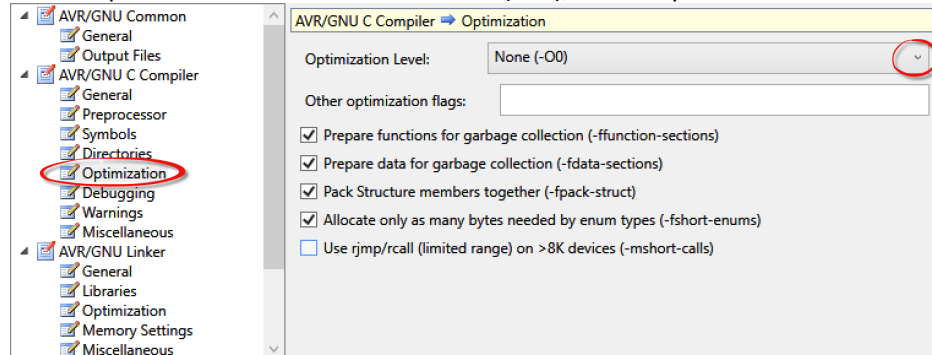 AVR/GNU Common
General
Output Files
AVR/GNU C Compiler
General
Preprocessor
Symbols
Directories
Optimization
Debugging
Warnings
Miscellaneous
AVR/GNU Linker
General
Libraries
Optimization
Memory Settings
Miscellaneous
AVR/GNU C Compiler ➡ Optimization
Optimization Level: None (-O0)
Other optimization flags:
Prepare functions for garbage collection (-ffunction-sections)
Prepare data for garbage collection (-fdata-sections)
Pack Structure members together (-fpack-struct)
Allocate only as many bytes needed by enum types (-fshort-enums)
Use rjmp/rcall (limited range) on >8K devices (-mshort-calls)